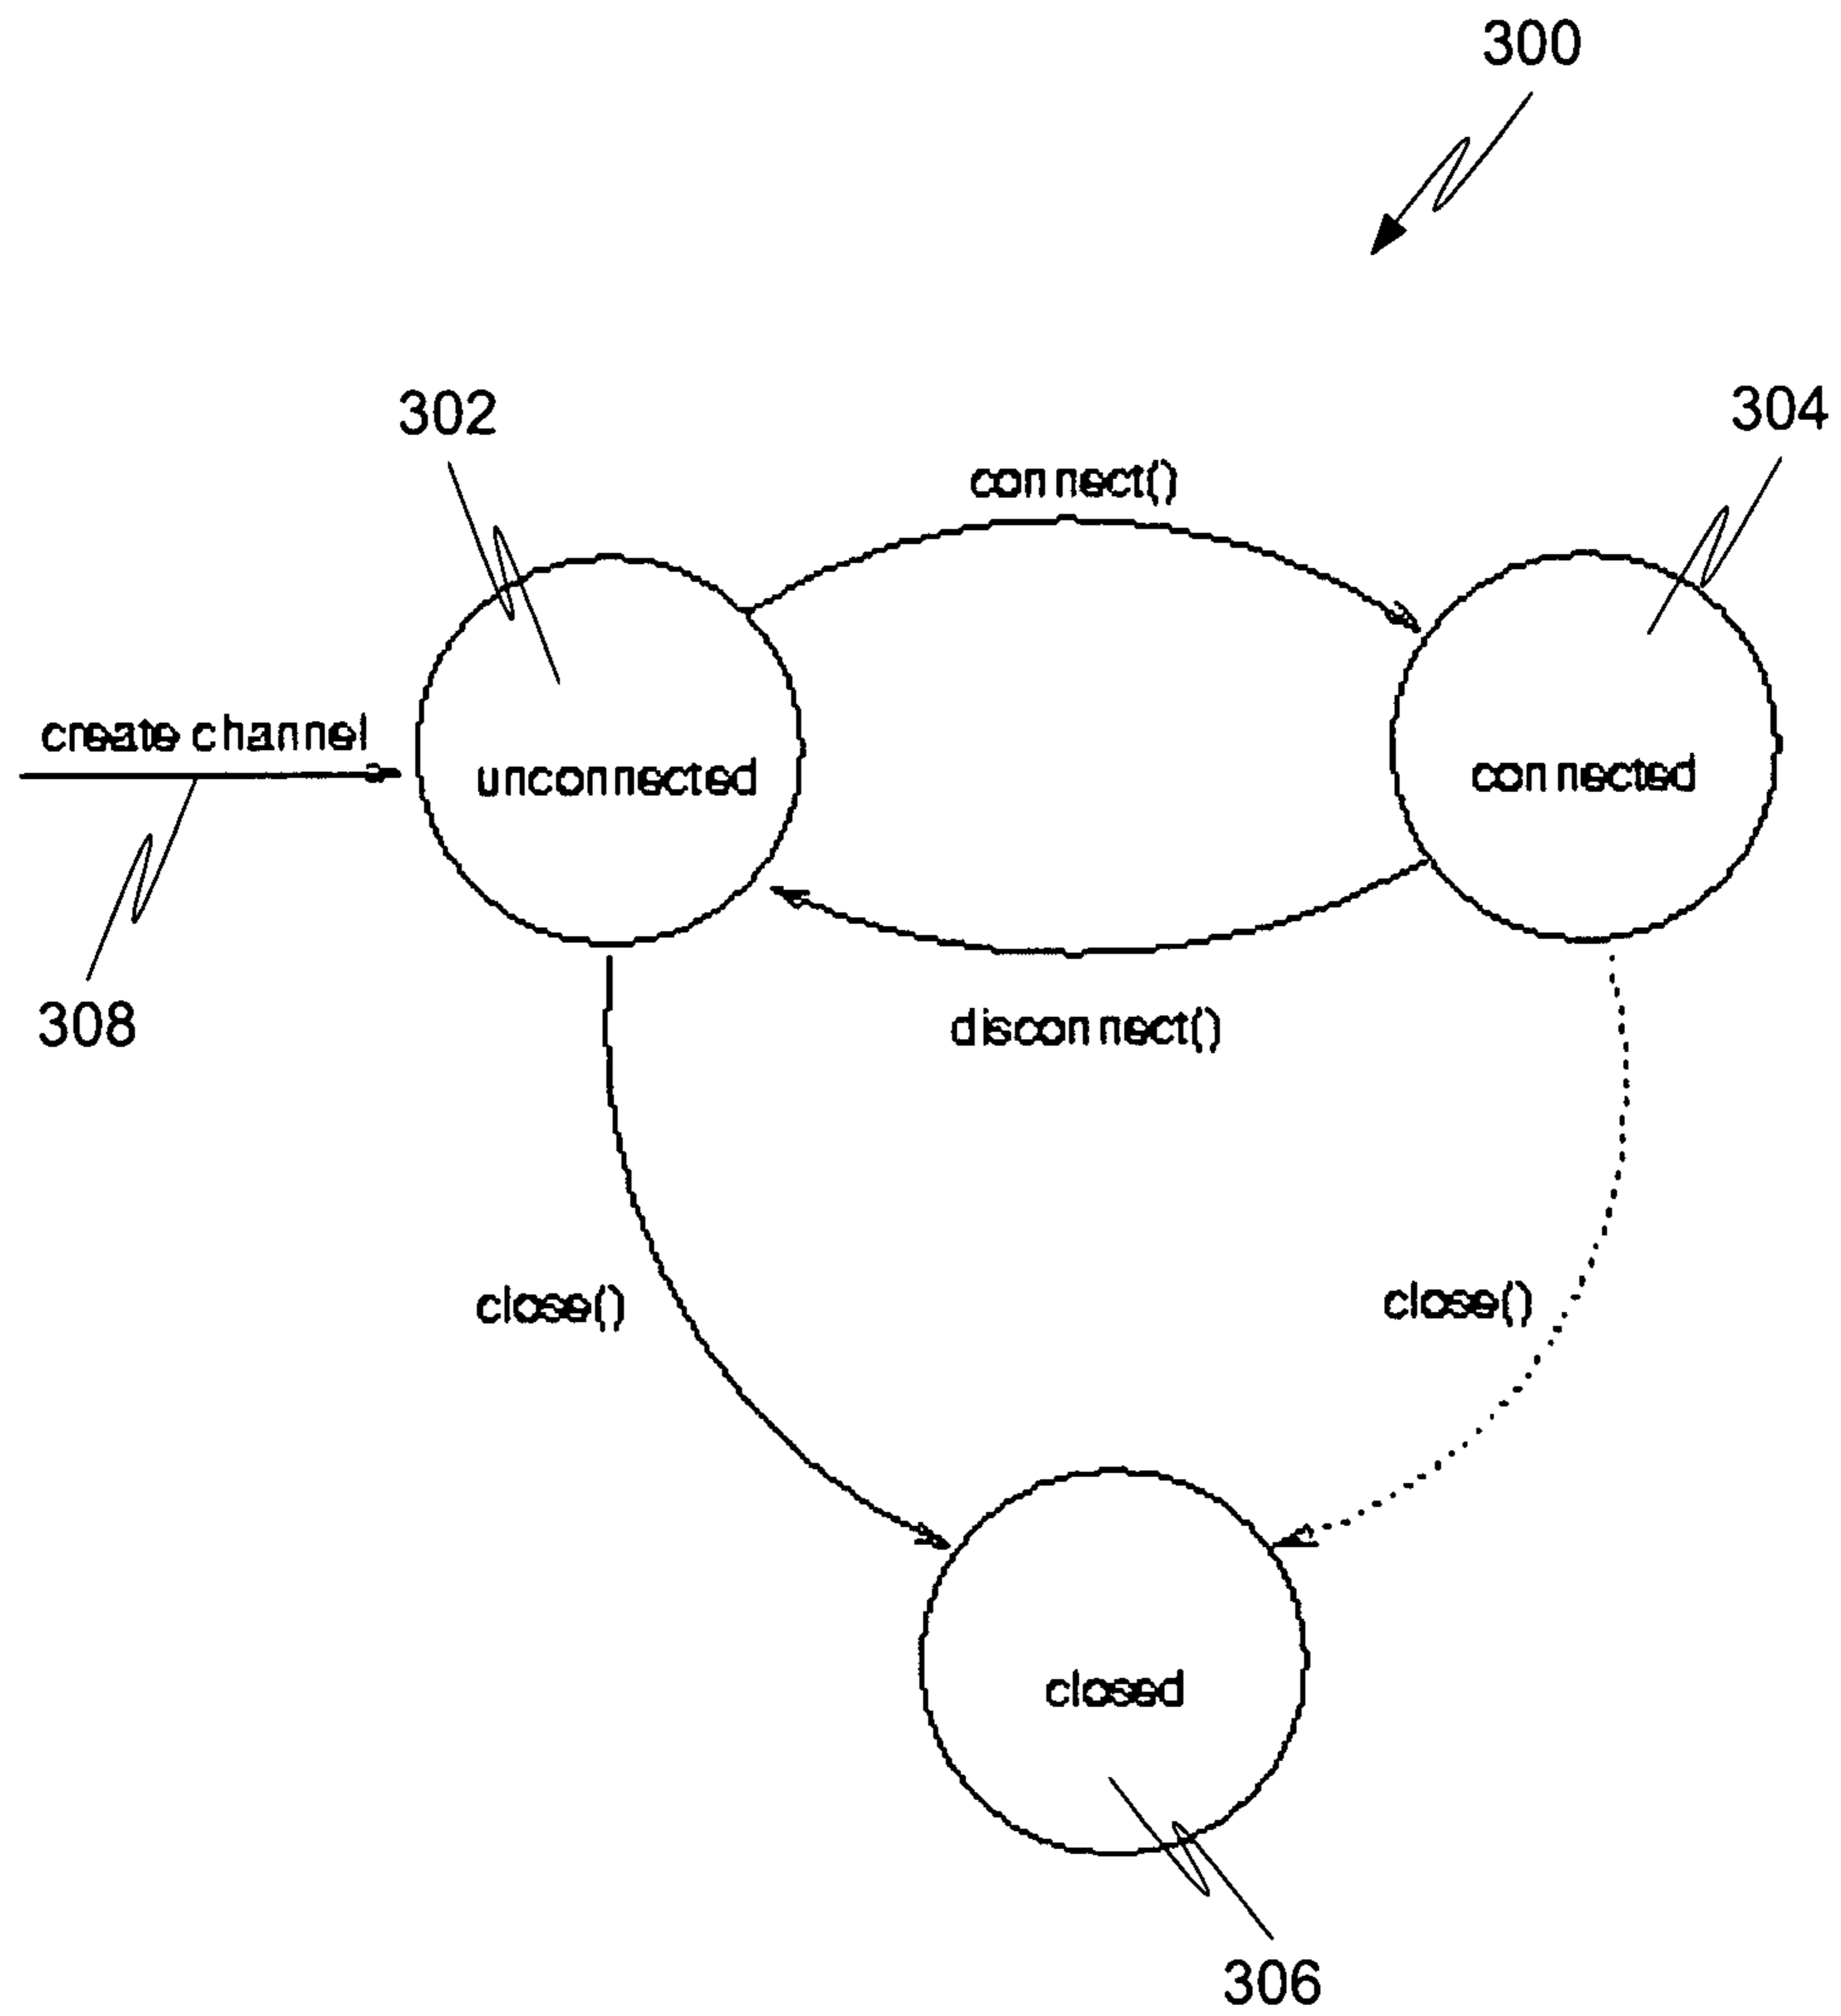 300
302
304
connect()
create channel
unconnected
connected
308
disconnect()
close()
close()
closed
306